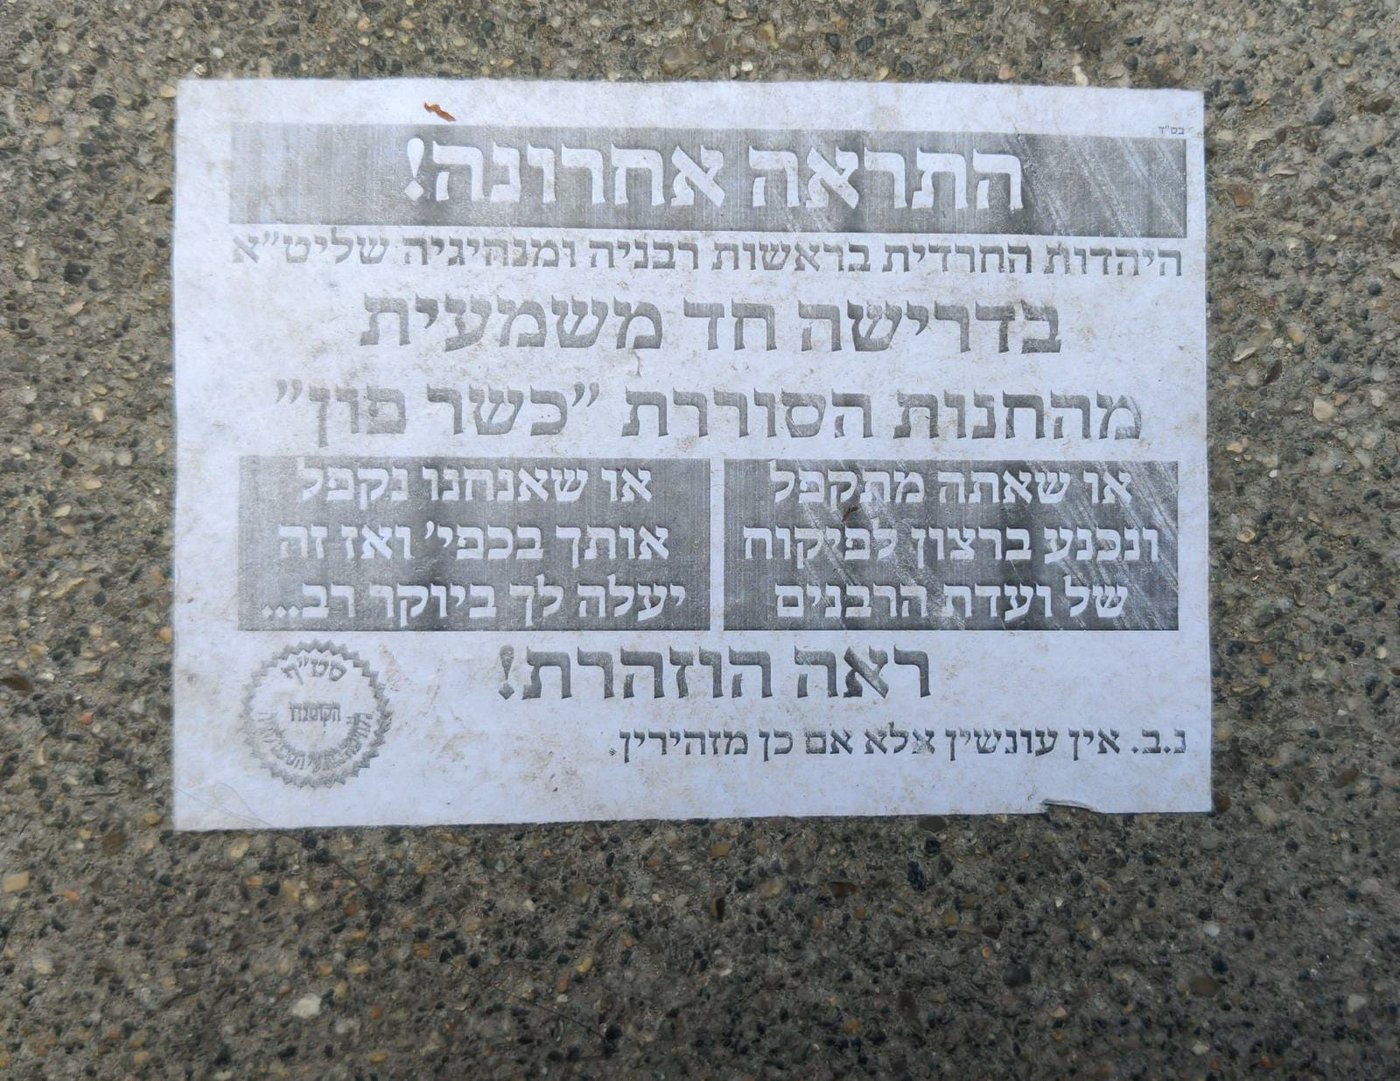 בס"ד
התראה אחרונה!
היהדות החרדית בראשות רבניה ומנהיגיה שליט"א
בדרישה חד משמעית
מהחנות הסוררת "כשר פון"
או שאתה מתקפל
ונכנע ברצון לפיקוח
של ועדת הרבנים
או שאנחנו נקפל
אותך בכפי' ואז זה
יעלה לך ביוקר רב...
ראה הוזהרת!
נ.ב. אין עונשין אלא אם כן מזהירין.
סט"ף